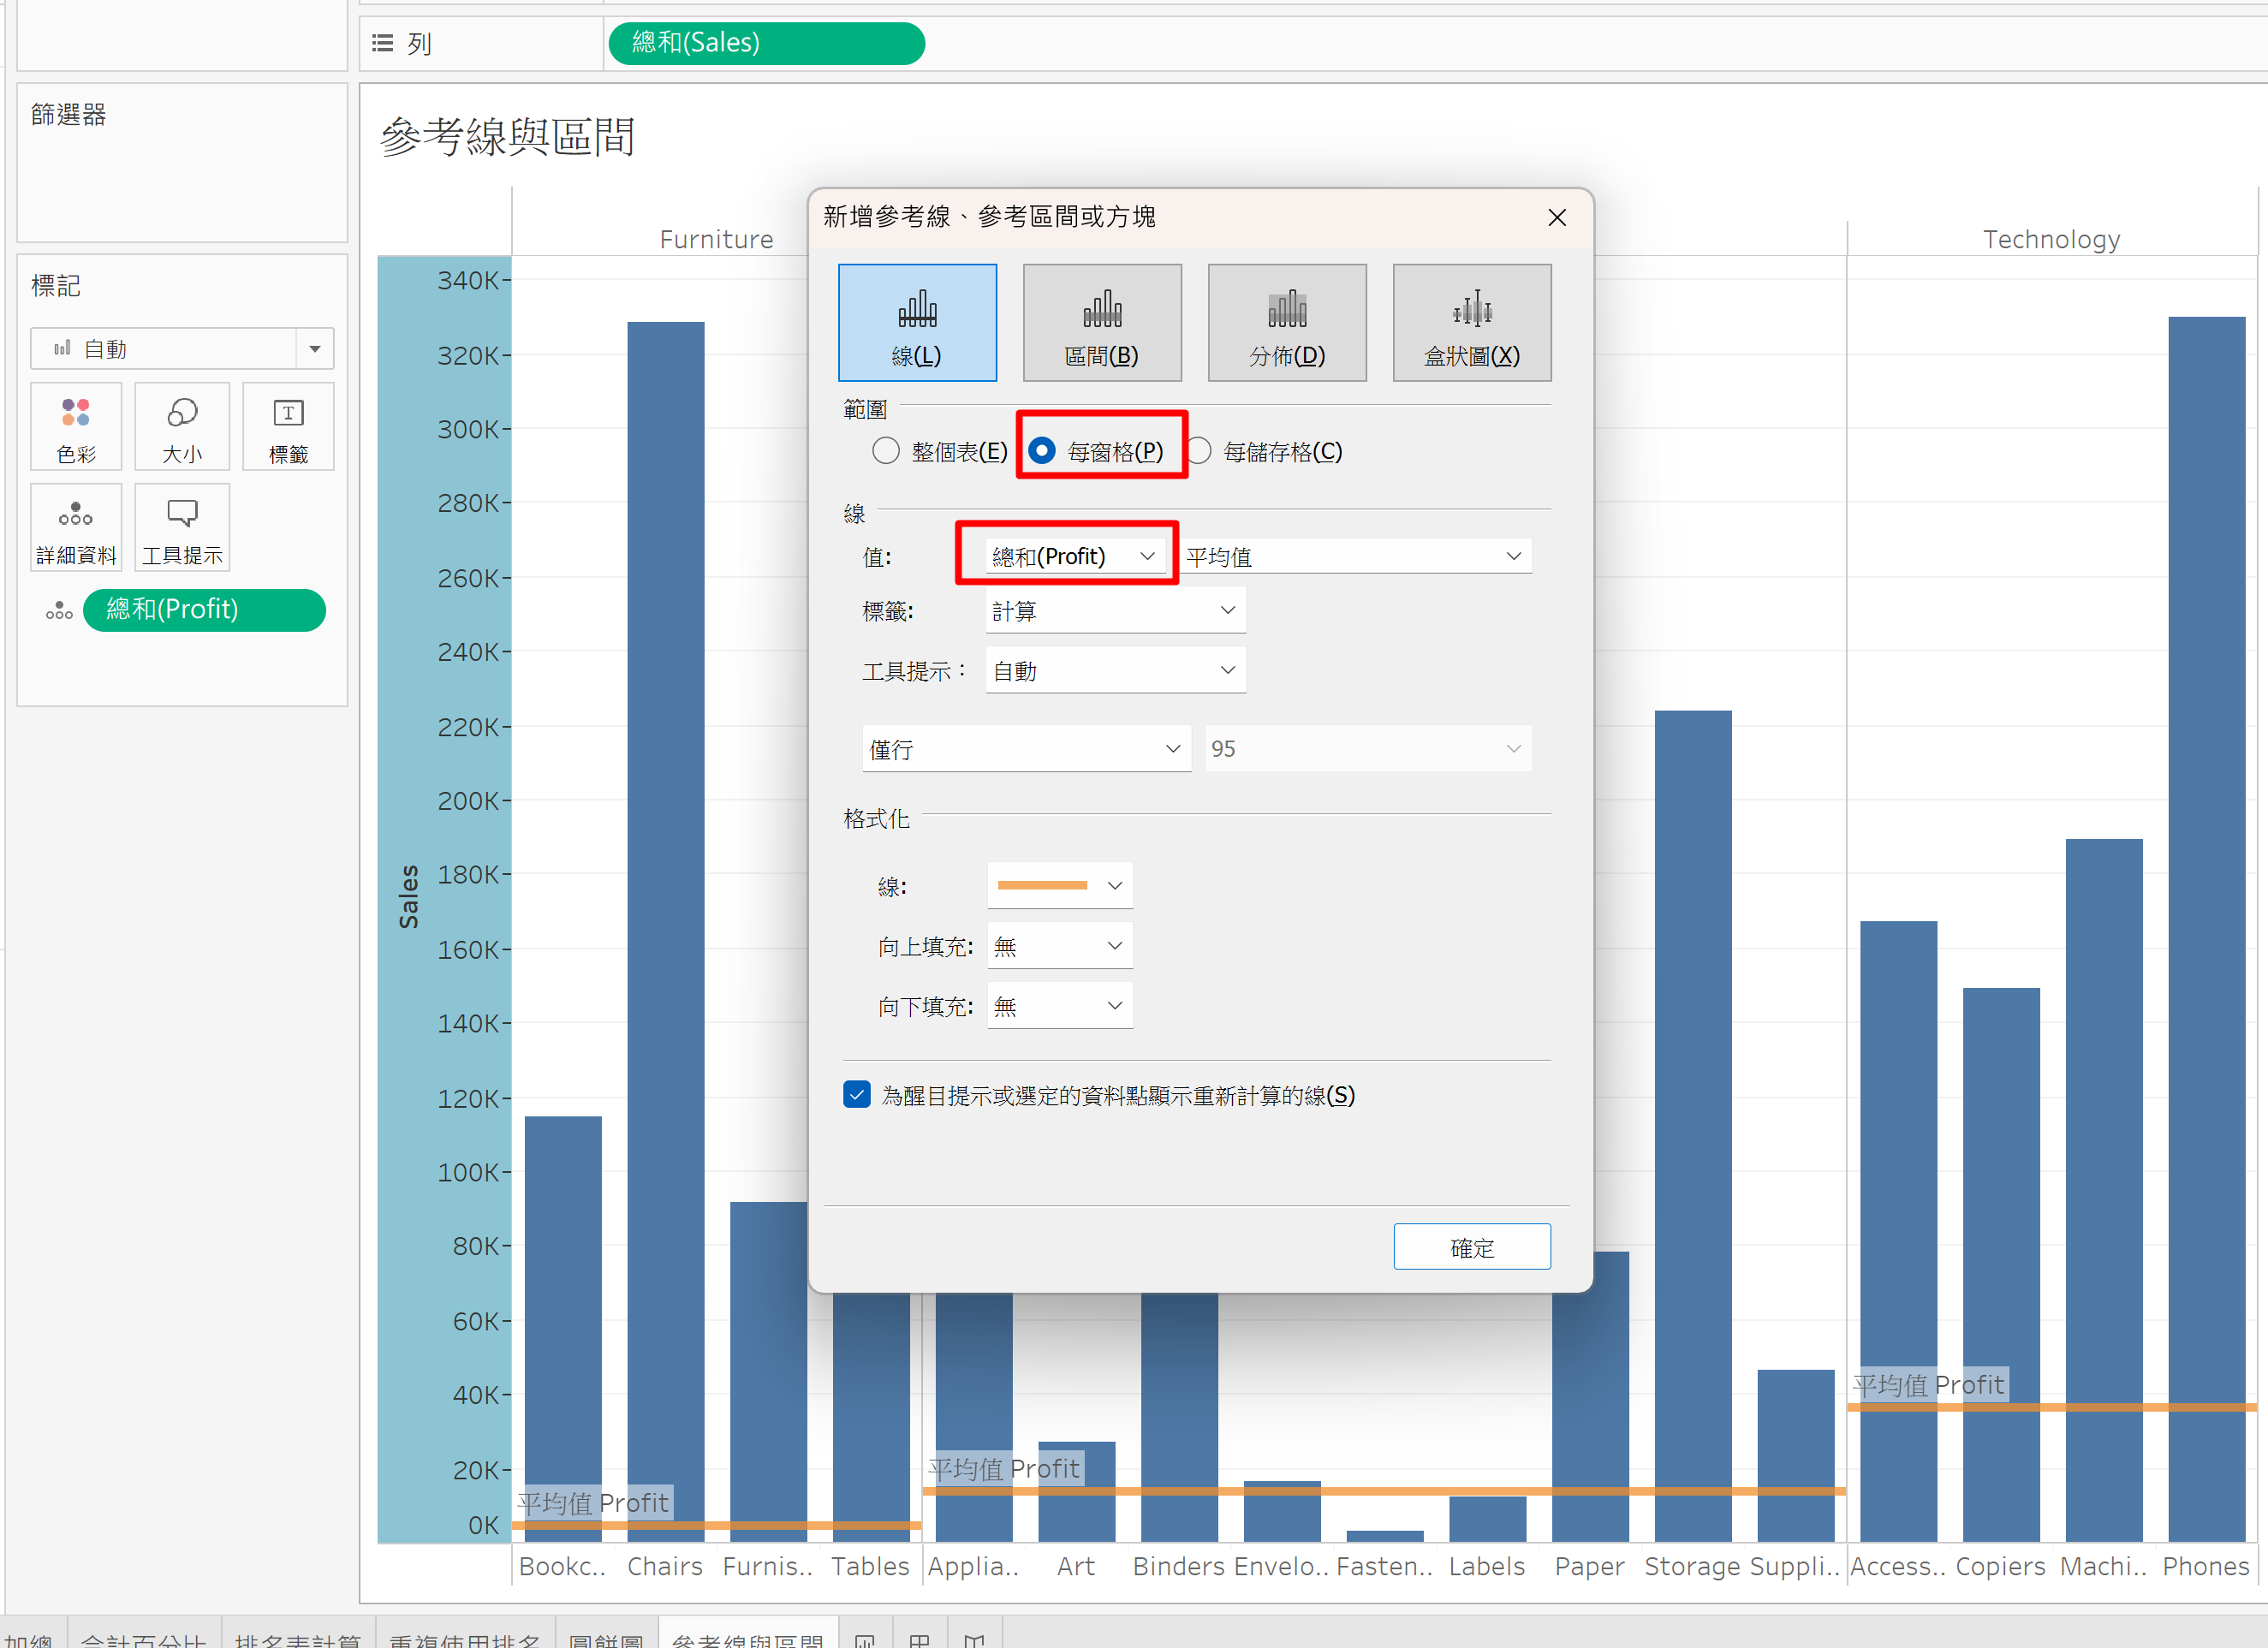 列
總和(Sales)
篩選器
標記
自動
色彩
大小
標籤
詳細資料
工具提示
總和(Profit)
參考線與區間
Furniture
Technology
340K
320K
300K
280K
260K
240K
220K
200K
180K
160K
140K
120K
100K
80K
60K
40K
20K
0K
Sales
新增參考線、參考區間或方塊
線(L)
區間(B)
分佈(D)
盒狀圖(X)
範圍
整個表(E)
每窗格(P)
每儲存格(C)
線
值:
總和(Profit)
平均值
標籤:
計算
工具提示：
自動
僅行
95
格式化
線:
向上填充:
無
向下填充:
無
為醒目提示或選定的資料點顯示重新計算的線(S)
確定
平均值 Profit
平均值 Profit
平均值 Profit
Bookc..
Chairs
Furnis..
Tables
Applia..
Art
Binders
Envelo..
Fasten..
Labels
Paper
Storage
Suppli..
Access..
Copiers
Machi..
Phones
加總
合計百分比
排名表計算
重複使用排名
圓餅圖
參考線與區間